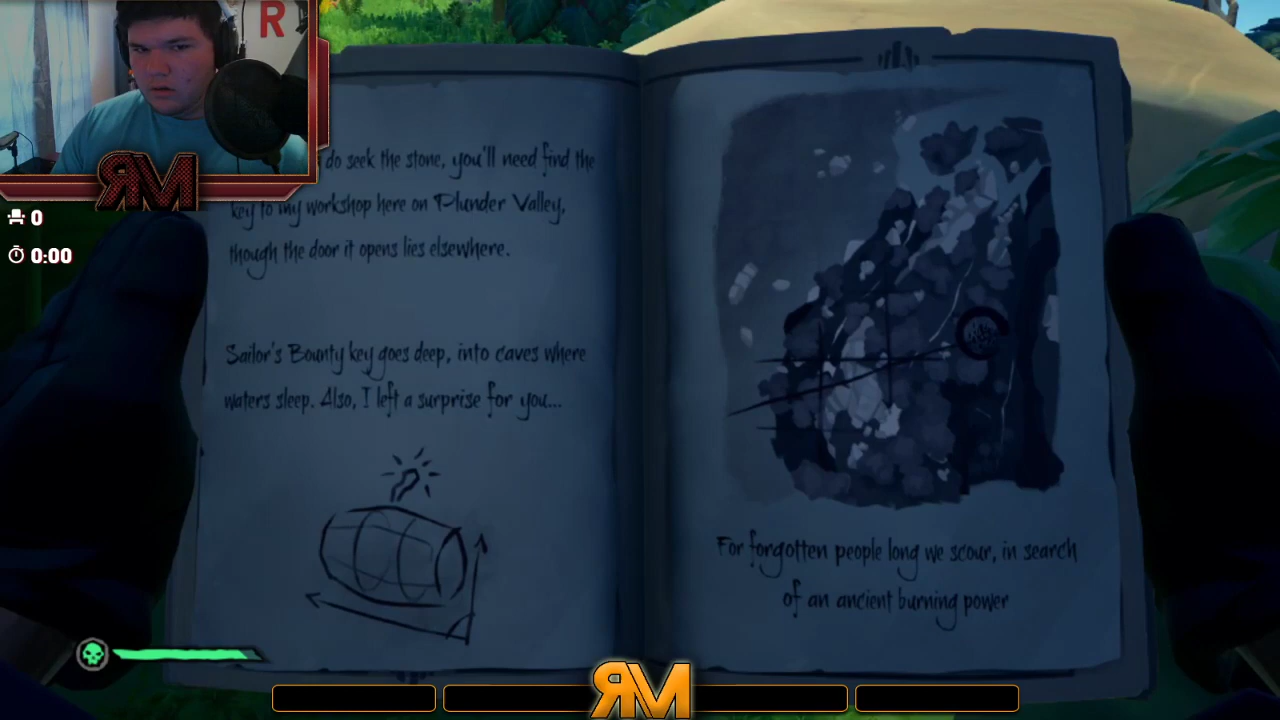 R
ЯM
0
0:00
do seek the stone, you'll need find the
key to my workshop here on Plunder Valley,
though the door it opens lies elsewhere.
Sailor's Bounty key goes deep, into caves where
waters sleep. Also, I left a surprise for you...
For forgotten people long we scour, in search
of an ancient burning power
ЯM